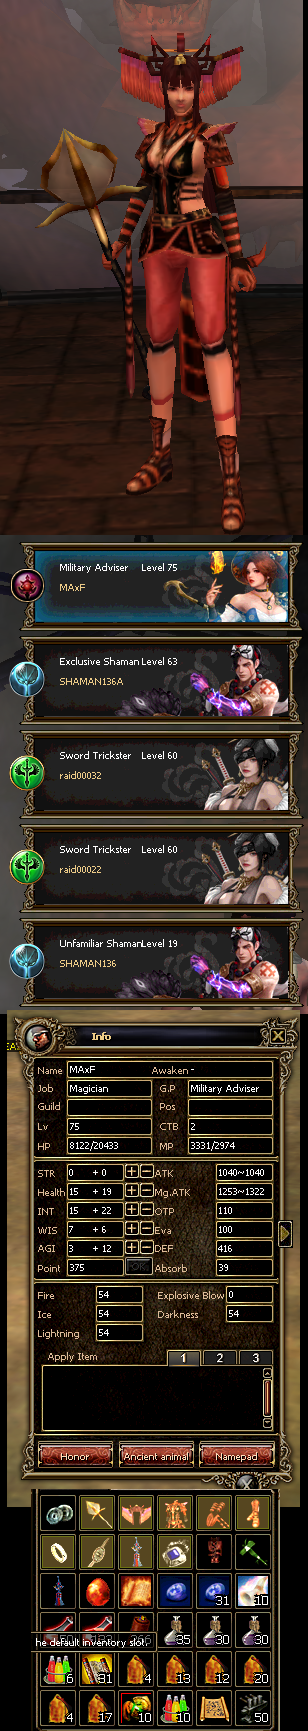 Military Adviser Level 75
MAxF
Exclusive Shaman Level 63
SHAMAN136A
Sword Trickster Level 60
raid00032
Sword Trickster Level 60
raid00022
Unfamiliar ShamanLevel 19
SHAMAN136
Info
Name MAxF Awaken -
Job Magician G.P Military Adviser
Guild Pos
Lv 75 CTB 2
HP 8122/20433 MP 3331/2974
STR 0 + 0 ATK 1040~1040
Health 15 + 19 Mg.ATK 1253~1322
INT 15 + 22 OTP 110
WIS 7 + 6 Eva 100
AGI 3 + 12 DEF 416
Point 375 Absorb 39
Fire 54 Explosive Blow 0
Ice 54 Darkness 54
Lightning 54
Apply Item 1 2 3
Honor Ancient animal Namepad
31 10
35 30 30
he default inventory slot.
6 31 4 13 12 20
4 17 10 10 50